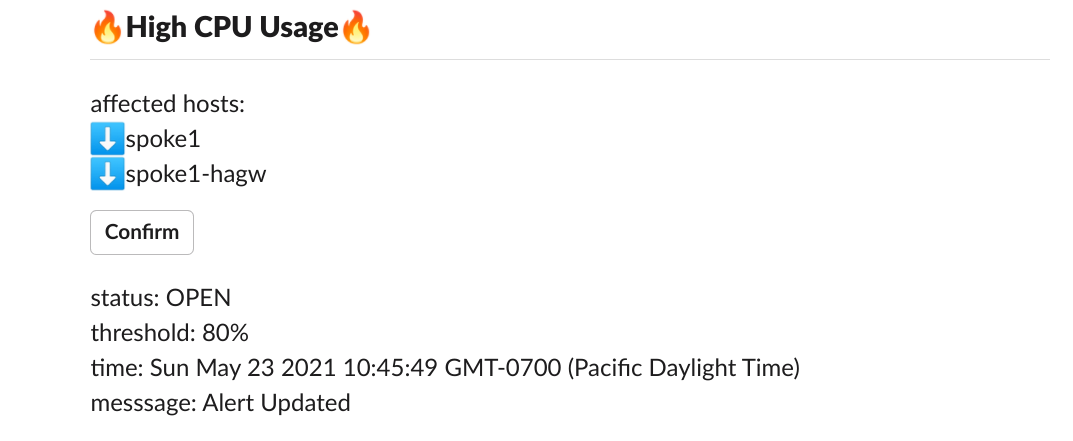 🔥High CPU Usage🔥
affected hosts:
⬇️spoke1
⬇️spoke1-hagw
Confirm
status: OPEN
threshold: 80%
time: Sun May 23 2021 10:45:49 GMT-0700 (Pacific Daylight Time)
messsage: Alert Updated